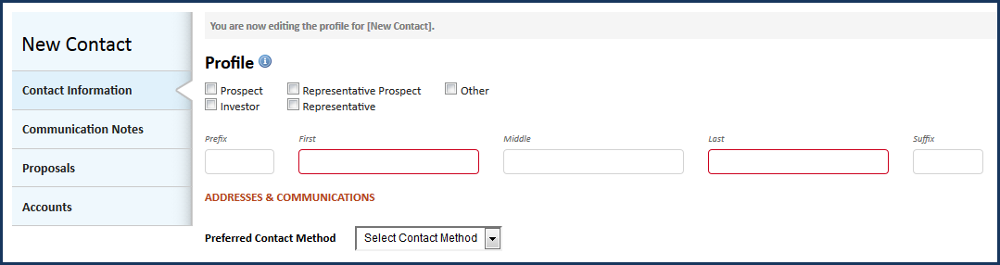 New Contact
Contact Information
Communication Notes
Proposals
Accounts
You are now editing the profile for [New Contact].
Profile
Prospect Representative Prospect Other
Investor Representative
Prefix First Middle Last Suffix
ADDRESSES & COMMUNICATIONS
Preferred Contact Method Select Contact Method